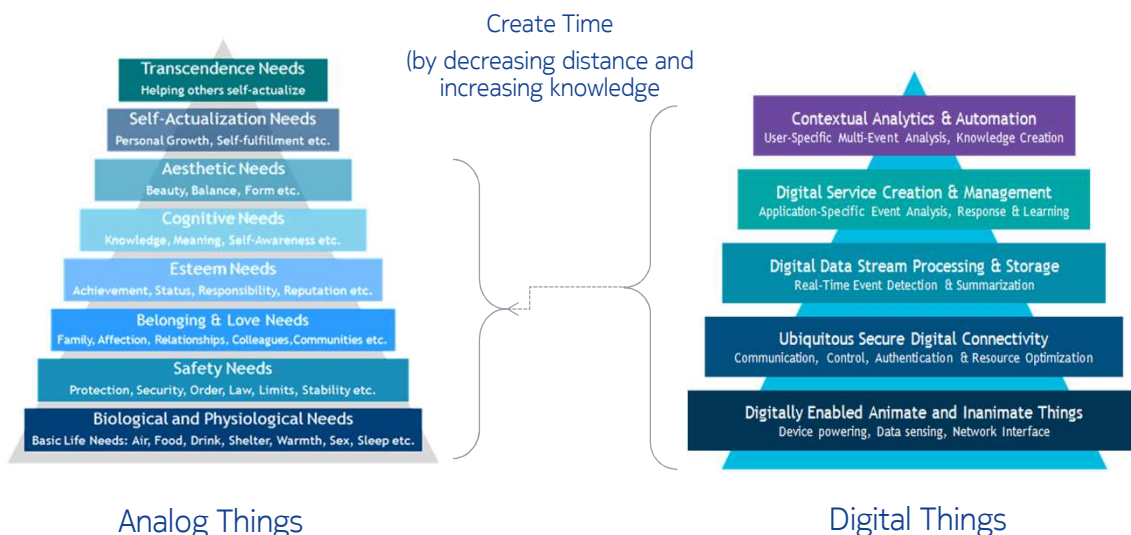 Create Time
(by decreasing distance and
increasing knowledge
Transcendence Needs
Helping others self-actualize
Self-Actualization Needs
Personal Growth, Self-fulfillment etc.
Aesthetic Needs
Beauty, Balance, Form etc.
Cognitive Needs
Knowledge, Meaning, Self-Awareness etc.
Esteem Needs
Achievement, Status, Responsibility, Reputation etc.
Belonging & Love Needs
Family, Affection, Relationships, Colleagues,Communities etc.
Safety Needs
Protection, Security, Order, Law, Limits, Stability etc.
Biological and Physiological Needs
Basic Life Needs: Air, Food, Drink, Shelter, Warmth, Sex, Sleep etc.
Analog Things
Contextual Analytics & Automation
User-Specific Multi-Event Analysis, Knowledge Creation
Digital Service Creation & Management
Application-Specific Event Analysis, Response & Learning
Digital Data Stream Processing & Storage
Real-Time Event Detection & Summarization
Ubiquitous Secure Digital Connectivity
Communication, Control, Authentication & Resource Optimization
Digitally Enabled Animate and Inanimate Things
Device powering, Data sensing, Network Interface
Digital Things